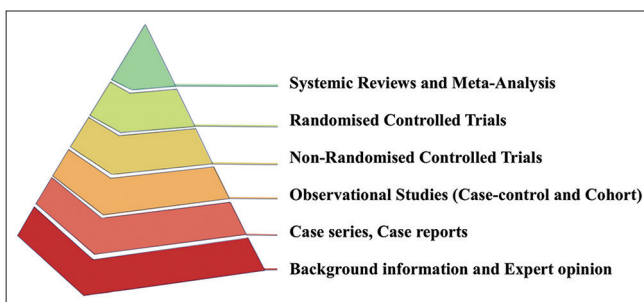 Systemic Reviews and Meta-Analysis
Randomised Controlled Trials
Non-Randomised Controlled Trials
Observational Studies (Case-control and Cohort)
Case series, Case reports
Background information and Expert opinion